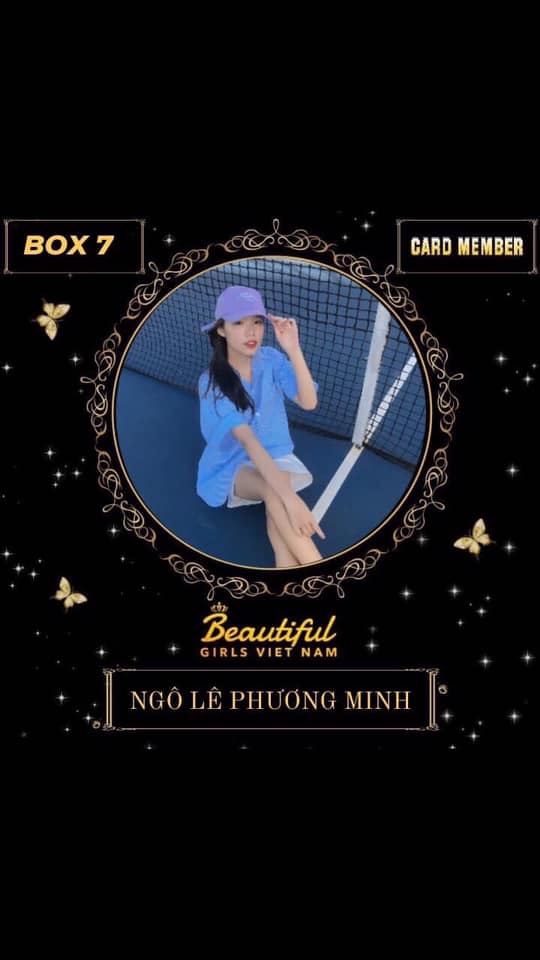 BOX 7
CARD MEMBER
Beautiful
GIRLS VIET NAM
NGÔ LÊ PHƯƠNG MINH